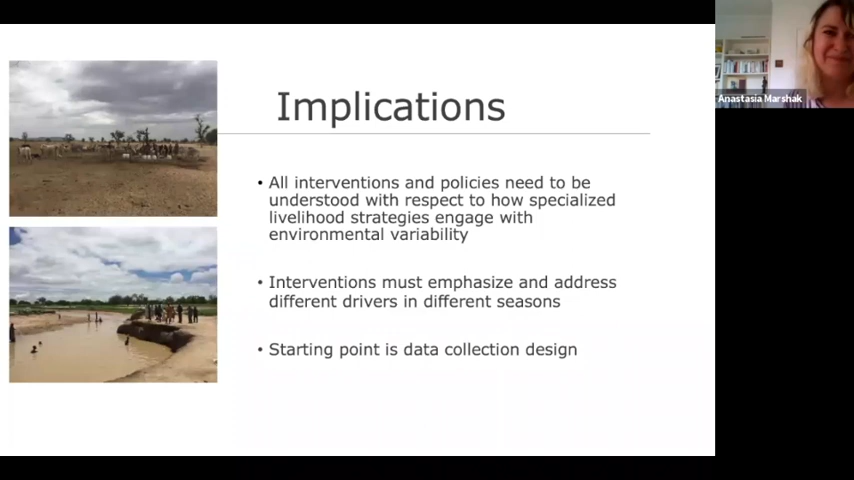 Implications
• All interventions and policies need to be
understood with respect to how specialized
livelihood strategies engage with
environmental variability
• Interventions must emphasize and address
different drivers in different seasons
• Starting point is data collection design
Anastasia Marshak